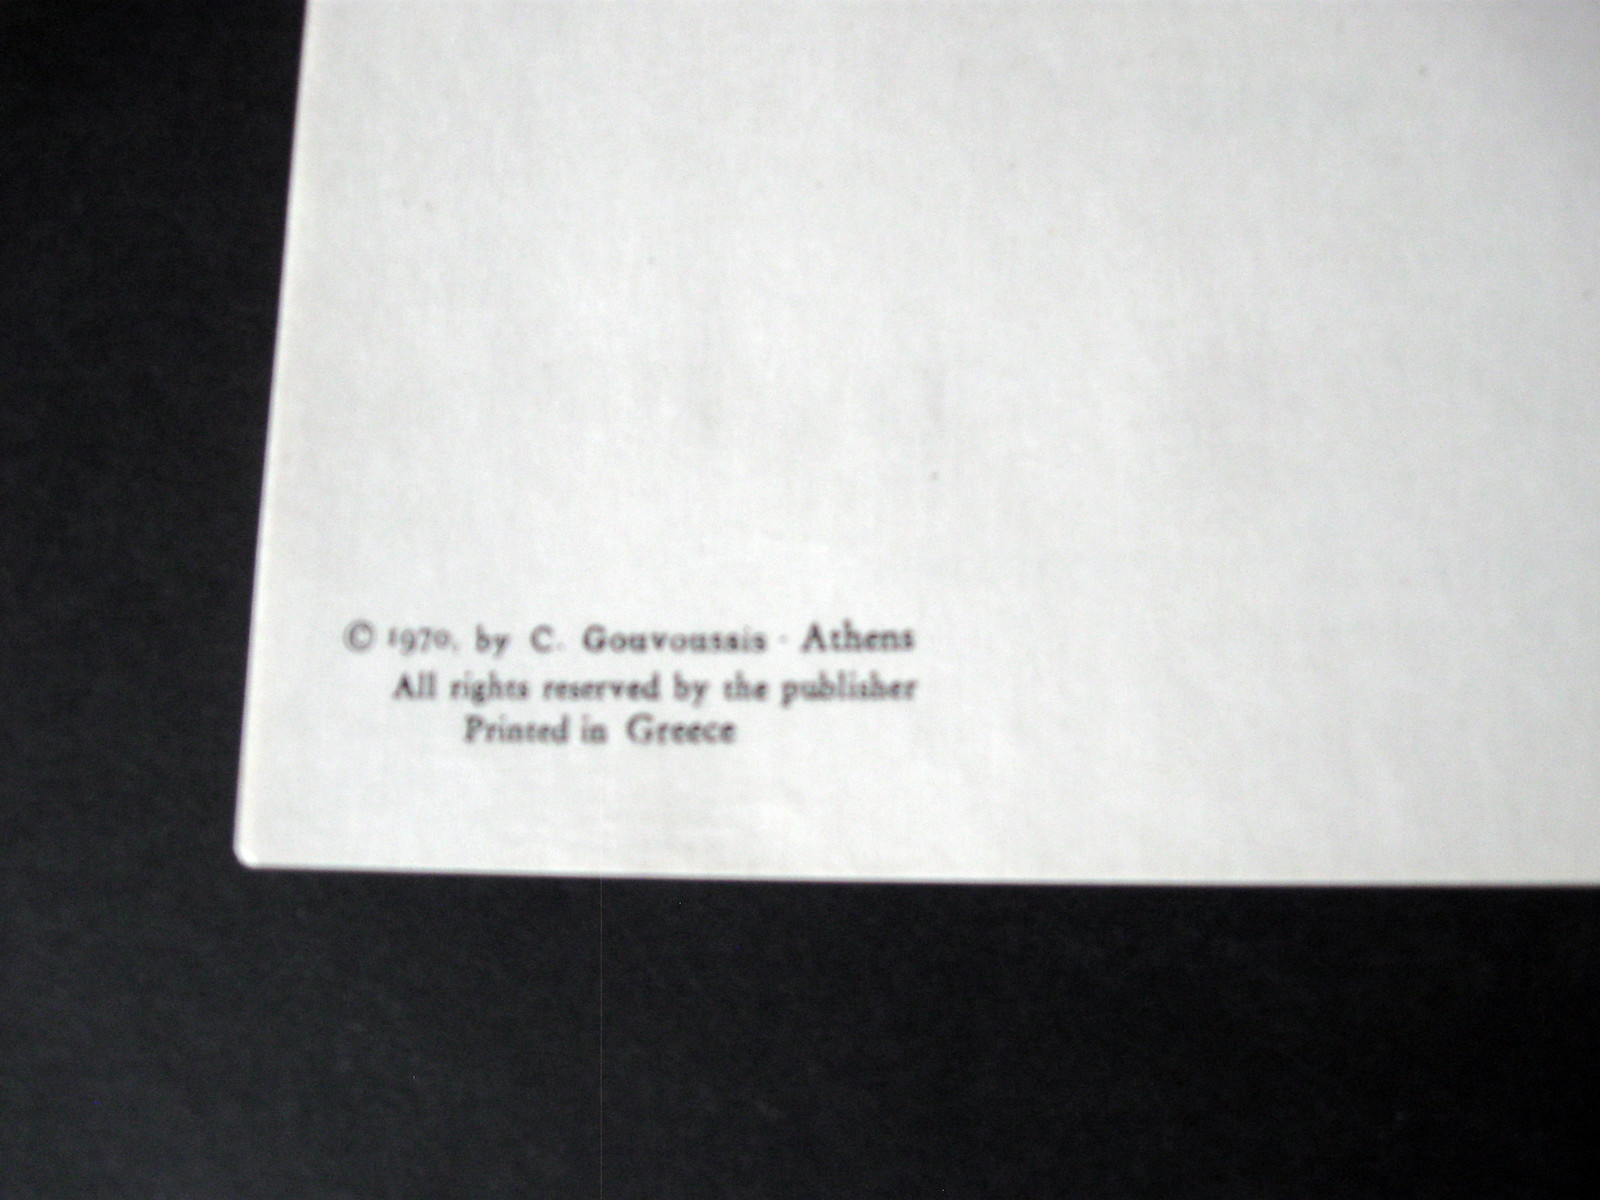 © 1970, by C. Gouvoussis · Athens
All rights reserved by the publisher
Printed in Greece